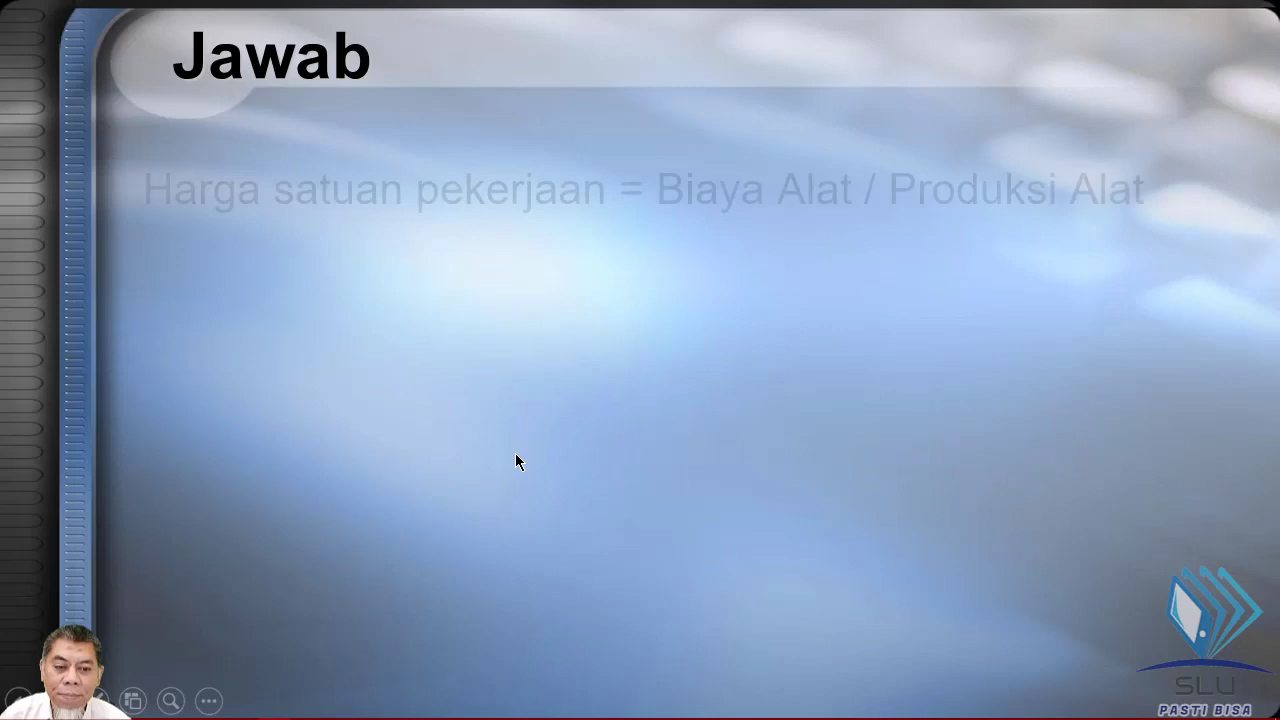 Jawab
Harga satuan pekerjaan = Biaya Alat / Produksi Alat
SLU
PASTI BISA